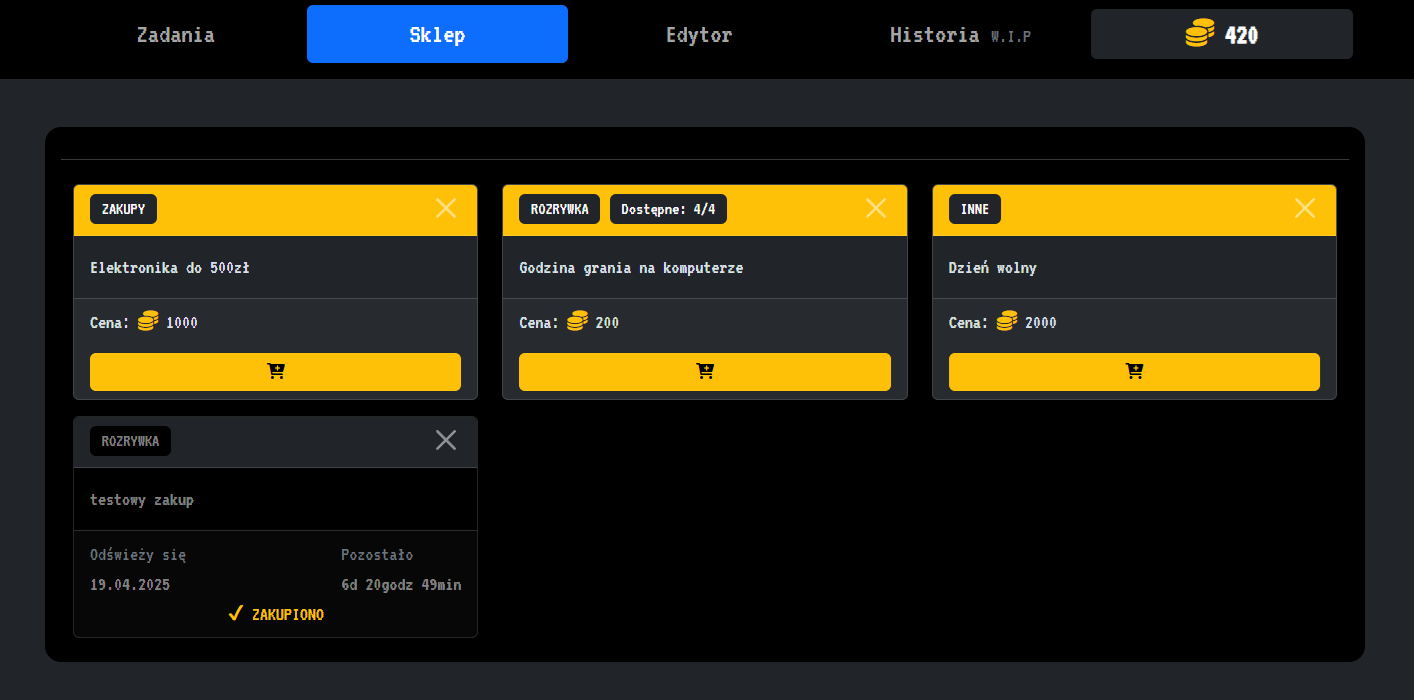 Zadania Sklep Edytor Historia W.I.P 420
ZAKUPY
Elektronika do 500zł
Cena: 1000
ROZRYWKA Dostępne: 4/4
Godzina grania na komputerze
Cena: 200
INNE
Dzień wolny
Cena: 2000
ROZRYWKA
testowy zakup
Odświeży się Pozostało
19.04.2025 6d 20godz 49min
ZAKUPIONO